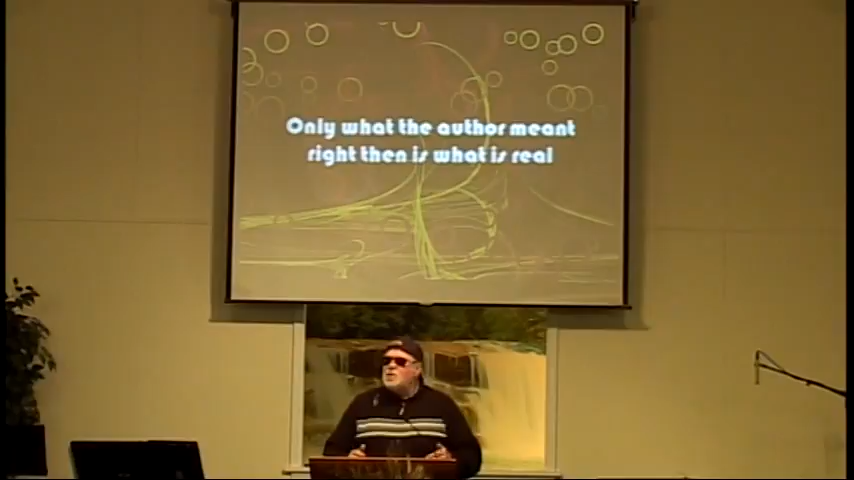 Only what the author meant
right then is what is real